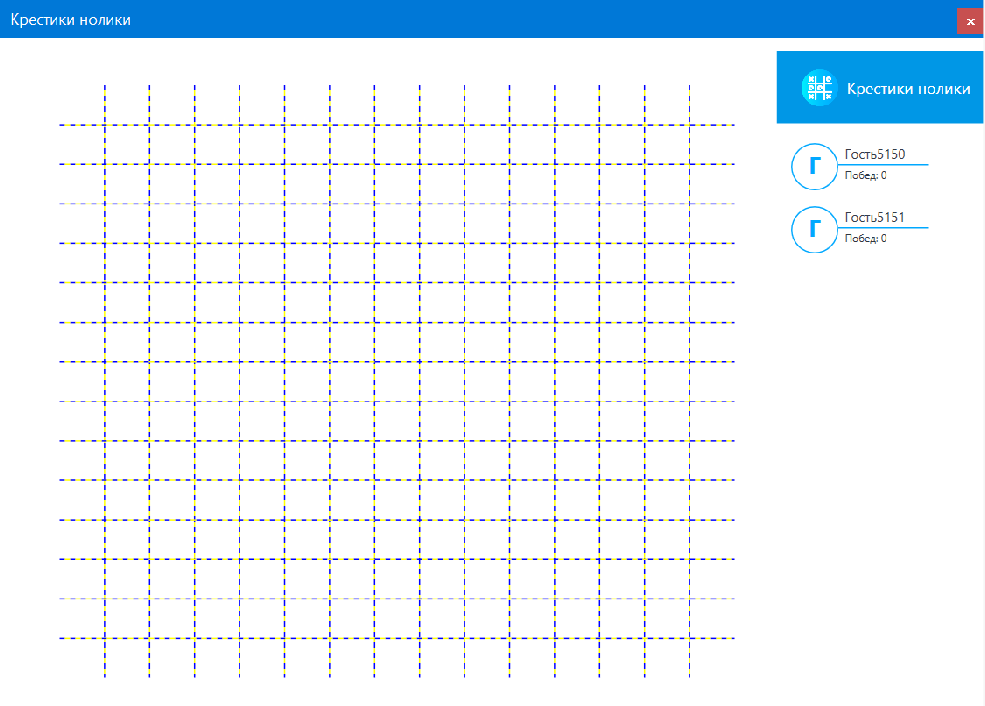 Крестики нолики
x
Крестики нолики
Г
Гость5150
Побед: 0
Г
Гость5151
Побед: 0